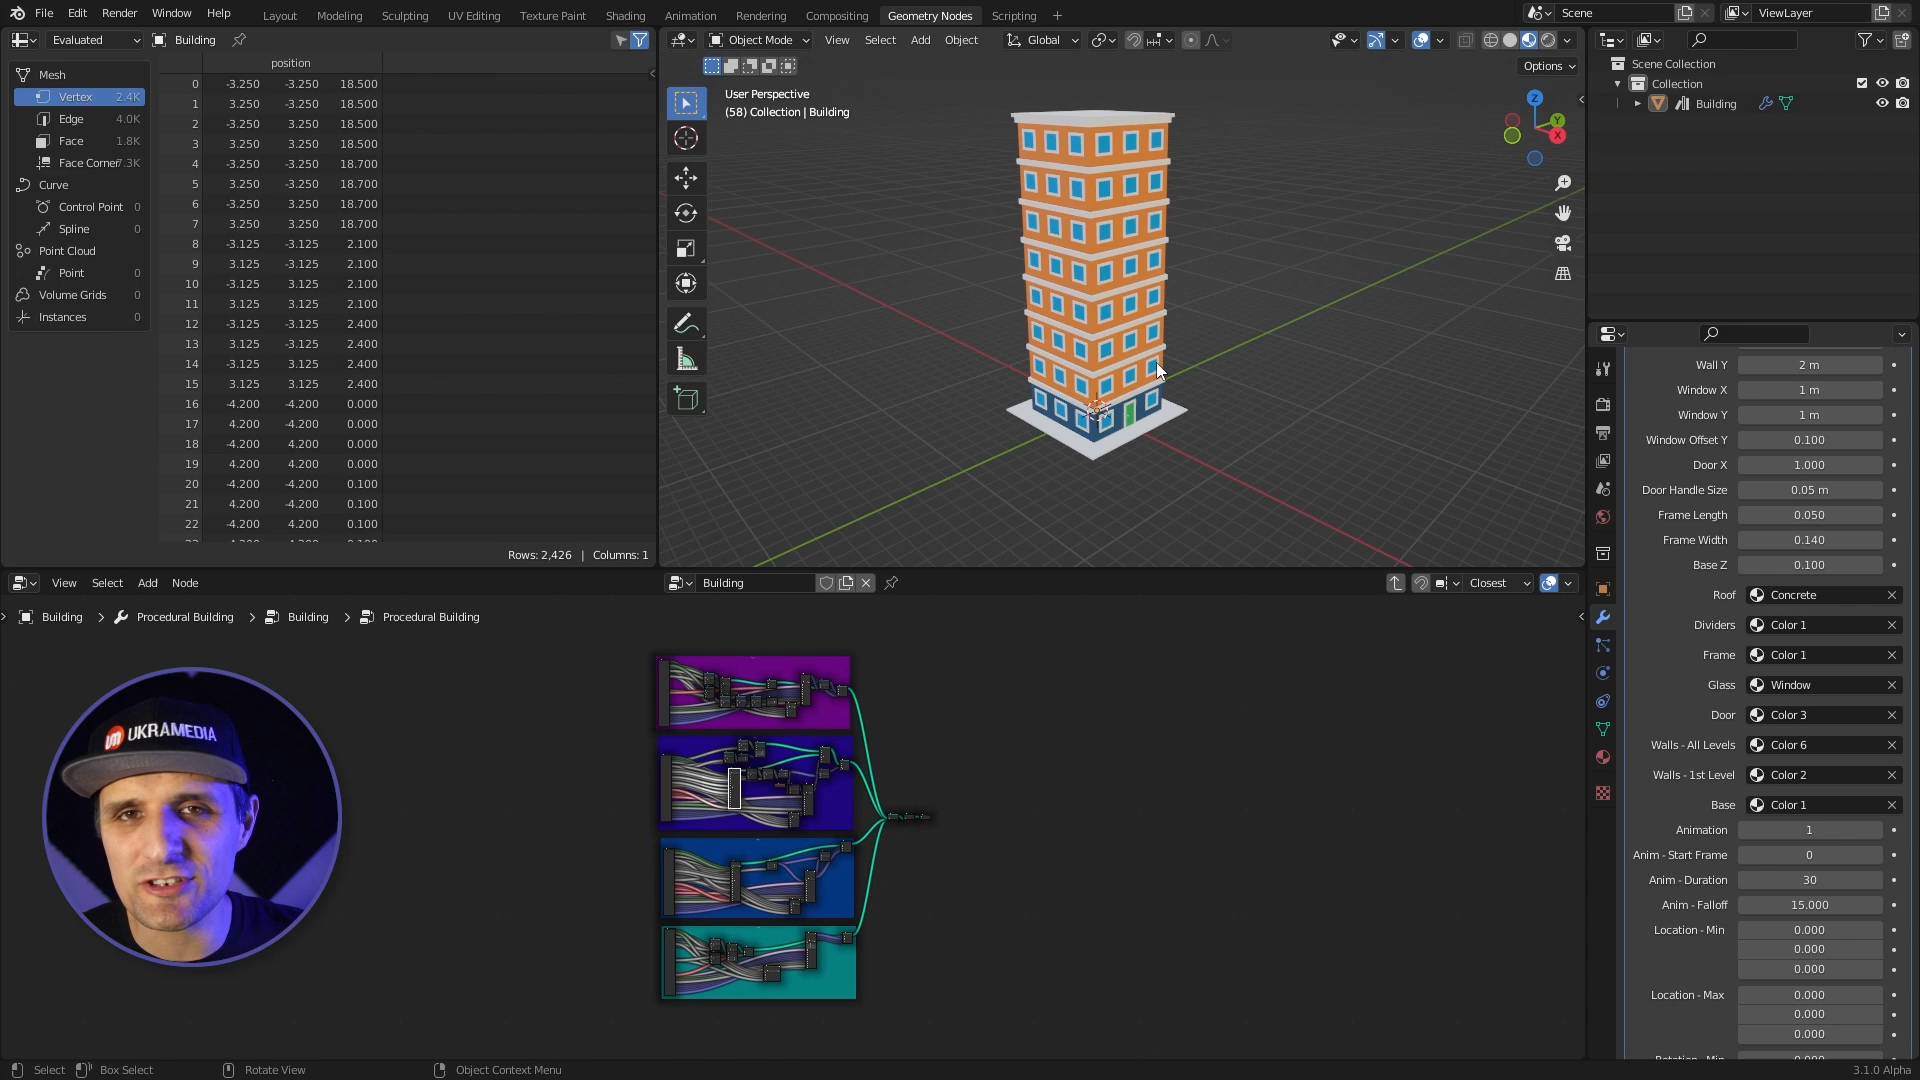 File Edit Render Window Help Layout Modeling Sculpting UV Editing Texture Paint Shading Animation Rendering Compositing Geometry Nodes Scripting + Scene ViewLayer
Evaluated Building
Object Mode View Select Add Object Global
Options
position
Mesh
Vertex 2.4K
Edge 4.0K
Face 1.8K
Face Corner 7.3K
Curve
Control Point 0
Spline 0
Point Cloud
Point 0
Volume Grids 0
Instances 0
0 -3.250 -3.250 18.500
1 3.250 -3.250 18.500
2 -3.250 3.250 18.500
3 3.250 3.250 18.500
4 -3.250 -3.250 18.700
5 3.250 -3.250 18.700
6 -3.250 3.250 18.700
7 3.250 3.250 18.700
8 -3.125 -3.125 2.100
9 3.125 -3.125 2.100
10 -3.125 3.125 2.100
11 3.125 3.125 2.100
12 -3.125 -3.125 2.400
13 3.125 -3.125 2.400
14 -3.125 3.125 2.400
15 3.125 3.125 2.400
16 -4.200 -4.200 0.000
17 4.200 -4.200 0.000
18 -4.200 4.200 0.000
19 4.200 4.200 0.000
20 -4.200 -4.200 0.100
21 4.200 -4.200 0.100
22 -4.200 4.200 0.100
Rows: 2,426 | Columns: 1
User Perspective
(58) Collection | Building
Z
Y
X
Scene Collection
Collection
Building
Wall Y 2 m
Window X 1 m
Window Y 1 m
Window Offset Y 0.100
Door X 1.000
Door Handle Size 0.05 m
Frame Length 0.050
Frame Width 0.140
Base Z 0.100
Roof Concrete
Dividers Color 1
Frame Color 1
Glass Window
Door Color 3
Walls - All Levels Color 6
Walls - 1st Level Color 2
Base Color 1
Animation 1
Anim - Start Frame 0
Anim - Duration 30
Anim - Falloff 15.000
Location - Min 0.000
0.000
0.000
Location - Max 0.000
0.000
0.000
View Select Add Node Building Closest
Building > Procedural Building > Building > Procedural Building
UKRAMEDIA
Select Box Select Rotate View Object Context Menu 3.1.0 Alpha